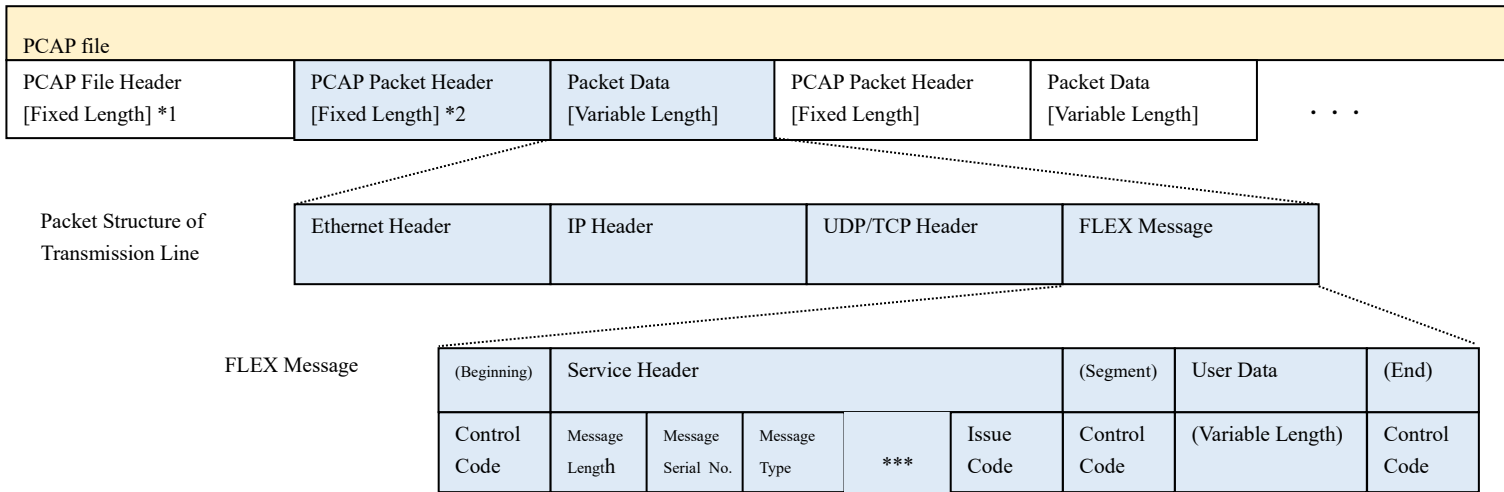 PCAP file
PCAP File Header
[Fixed Length] *1
PCAP Packet Header
[Fixed Length] *2
Packet Data
[Variable Length]
PCAP Packet Header
[Fixed Length]
Packet Data
[Variable Length]
· · ·
Packet Structure of
Transmission Line
Ethernet Header
IP Header
UDP/TCP Header
FLEX Message
FLEX Message
(Beginning)
Service Header
(Segment)
User Data
(End)
Control
Code
Message
Length
Message
Serial No.
Message
Type
***
Issue
Code
Control
Code
(Variable Length)
Control
Code